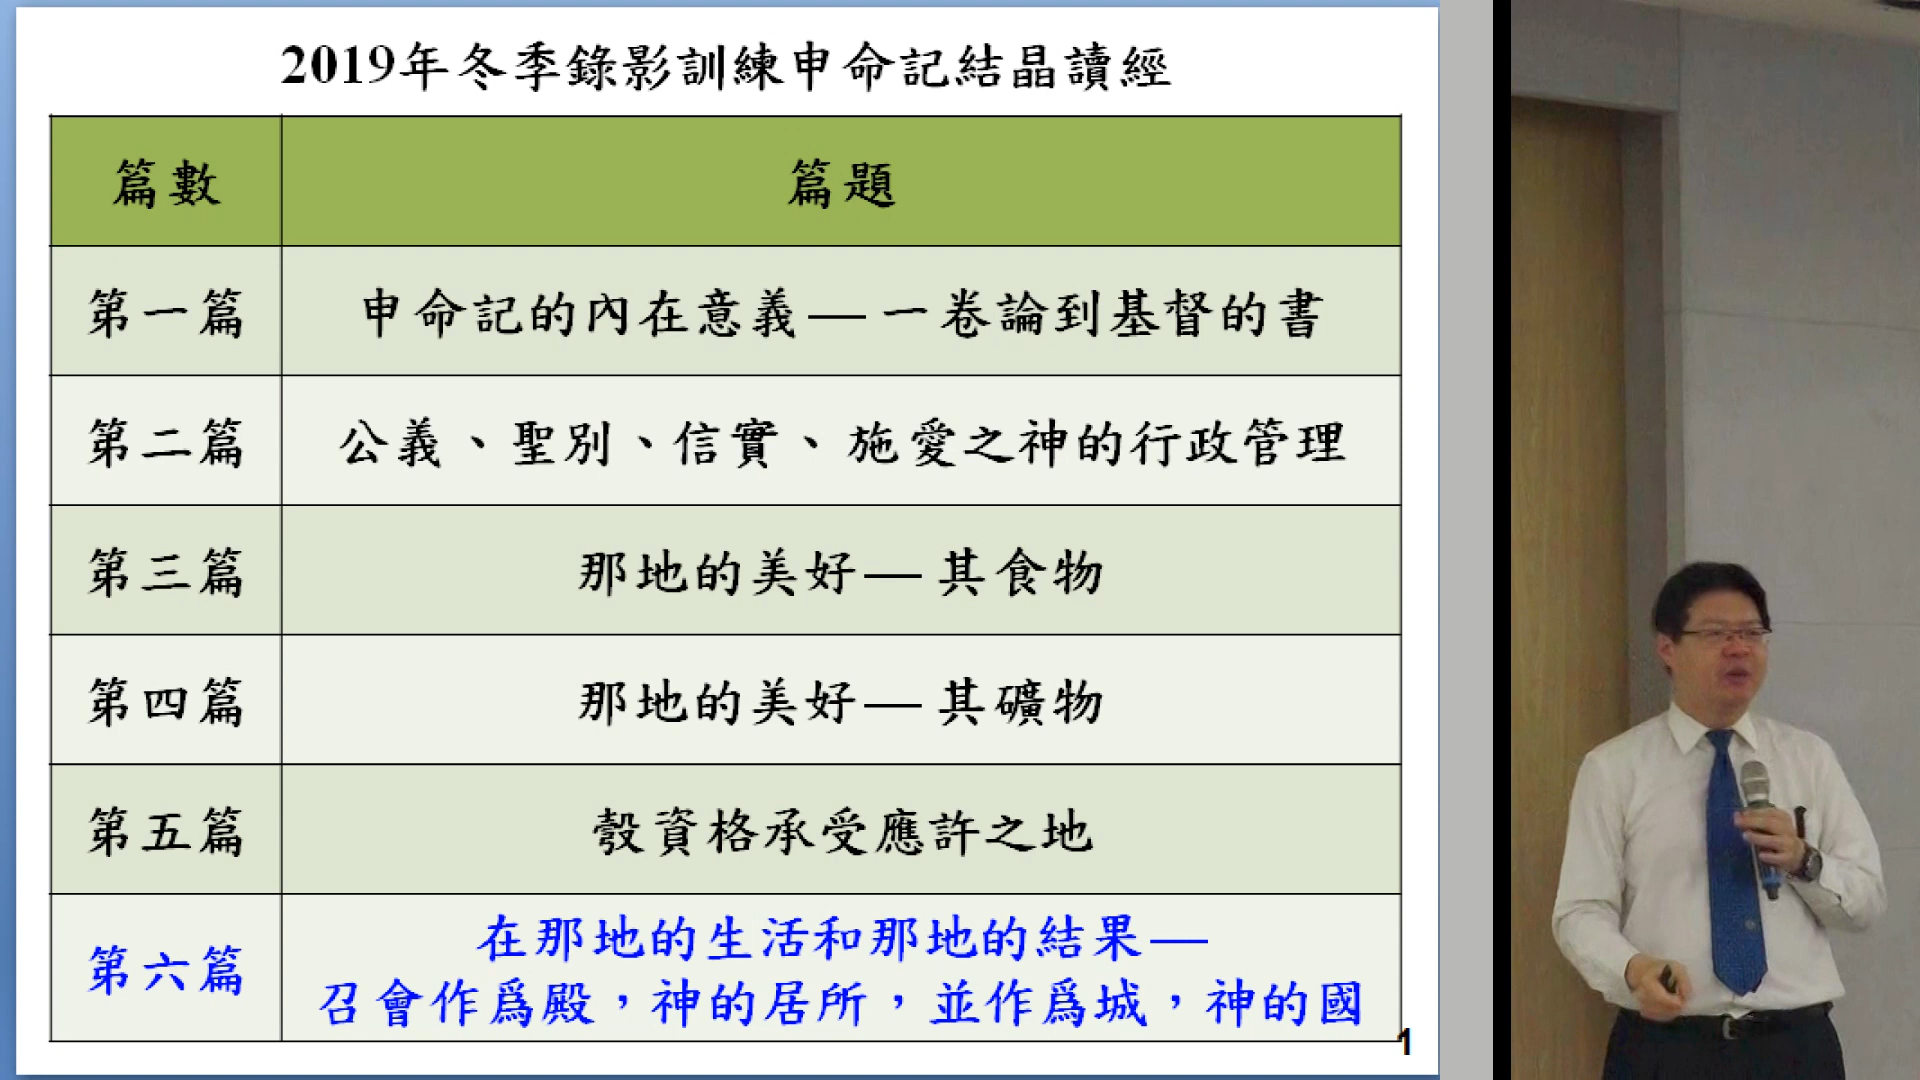 2019年冬季錄影訓練申命記結晶讀經
篇數 篇題
第一篇 申命記的內在意義—一卷論到基督的書
第二篇 公義、聖別、信實、施愛之神的行政管理
第三篇 那地的美好—其食物
第四篇 那地的美好—其礦物
第五篇 彀資格承受應許之地
第六篇 在那地的生活和那地的結果—
召會作爲殿，神的居所，並作爲城，神的國
1